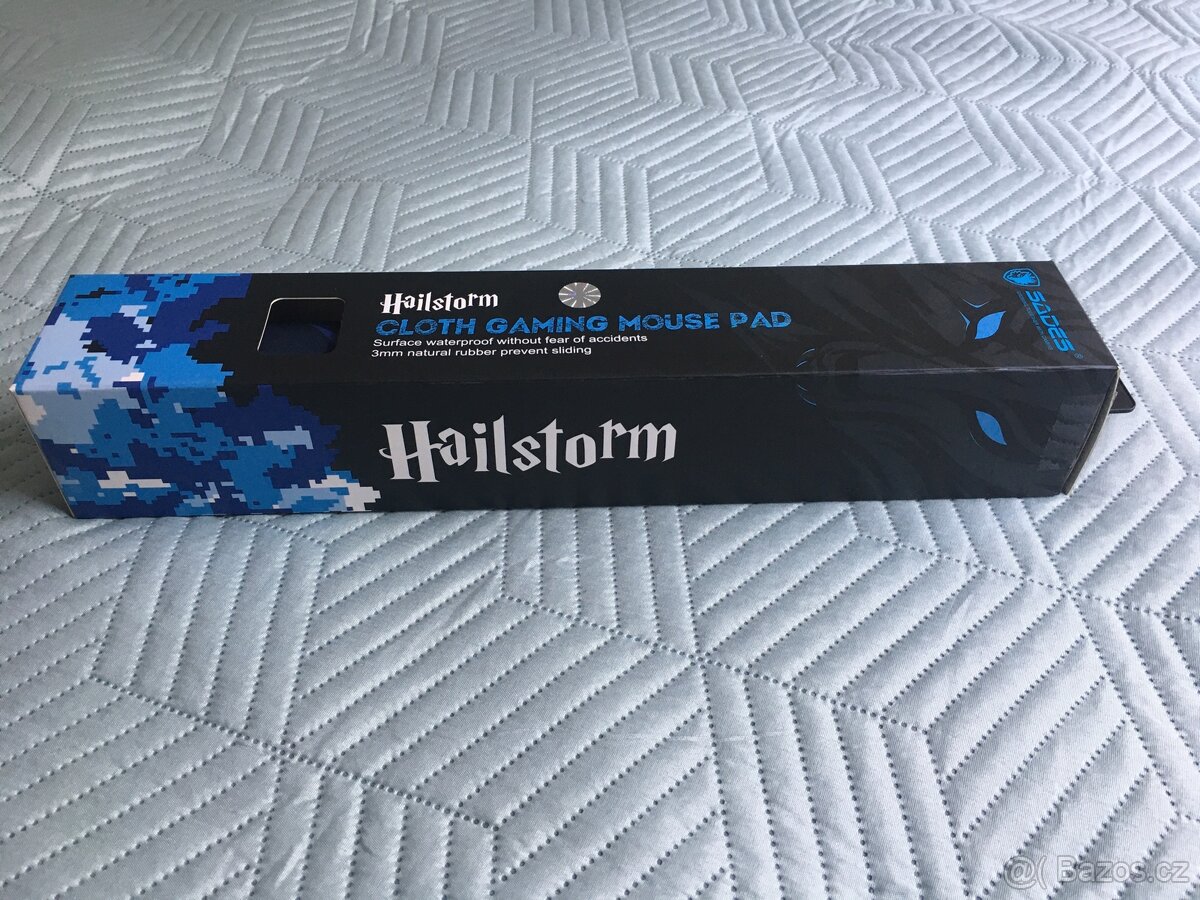 Hailstorm
CLOTH GAMING MOUSE PAD
Surface waterproof without fear of accidents
3mm natural rubber prevent sliding
SADES
®
Hailstorm
@( Bazos.cz